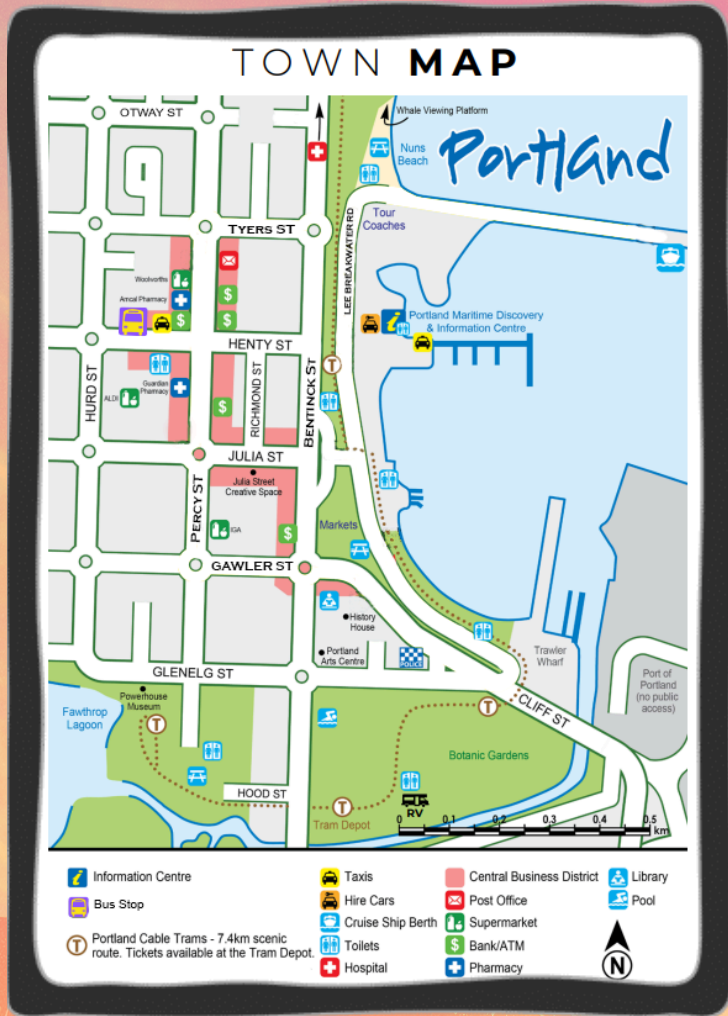 TOWN MAP
OTWAY ST
Whale Viewing Platform
Nuns
Beach
Portland
TYERS ST
LEE BREAKWATER RD
Tour
Coaches
Woolworths
Amcal Pharmacy
$
$
$
i
Portland Maritime Discovery
& Information Centre
HENTY ST
HURD ST
ALDI
Guardian
Pharmacy
$
RICHMOND ST
BENTINCK ST
T
JULIA ST
Julia Street
Creative Space
PERCY ST
IGA
$
Markets
GAWLER ST
History
House
Portland
Arts Centre
POLICE
Trawler
Wharf
Port of
Portland
(no public
access)
GLENELG ST
Powerhouse
Museum
Fawthrop
Lagoon
T
T
CLIFF ST
Botanic Gardens
HOOD ST
T
Tram Depot
RV
0 0.1 0.2 0.3 0.4 0.5
km
i Information Centre
Bus Stop
T Portland Cable Trams - 7.4km scenic
route. Tickets available at the Tram Depot.
Taxis
Hire Cars
Cruise Ship Berth
Toilets
Hospital
Central Business District
Post Office
Supermarket
$ Bank/ATM
Pharmacy
Library
Pool
N